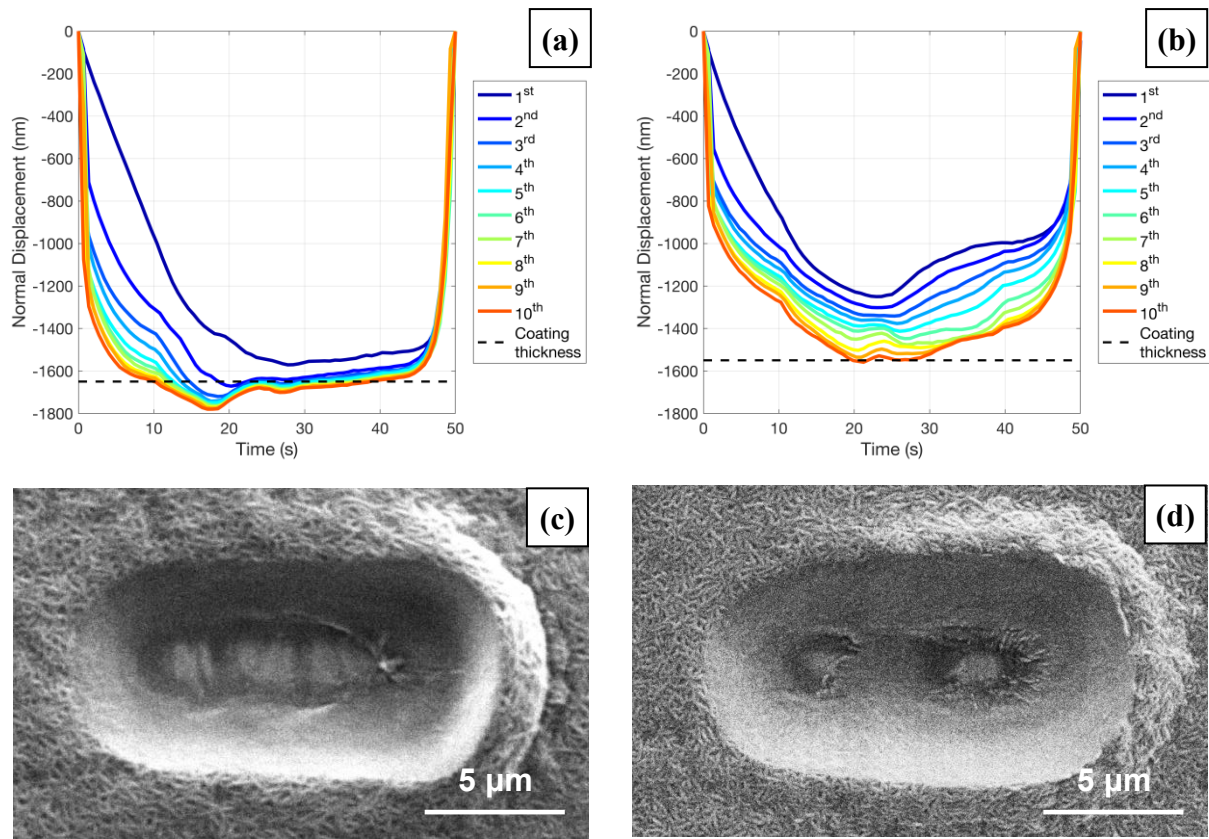 (a)
Normal Displacement (nm)
0
-200
-400
-600
-800
-1000
-1200
-1400
-1600
-1800
0 10 20 30 40 50
Time (s)
1st
2nd
3rd
4th
5th
6th
7th
8th
9th
10th
Coating
thickness
(b)
Normal Displacement (nm)
0
-200
-400
-600
-800
-1000
-1200
-1400
-1600
-1800
0 10 20 30 40 50
Time (s)
1st
2nd
3rd
4th
5th
6th
7th
8th
9th
10th
Coating
thickness
(c)
5 µm
(d)
5 µm